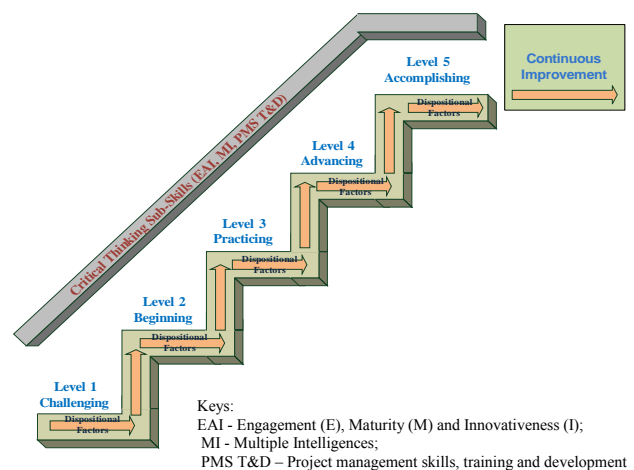 Critical Thinking Sub-Skills (EAI, MI, PMS T&D)
Continuous
Improvement
Level 5
Accomplishing
Dispositional
Factors
Level 4
Advancing
Dispositional
Factors
Level 3
Practicing
Dispositional
Factors
Level 2
Beginning
Dispositional
Factors
Level 1
Challenging
Dispositional
Factors
Keys:
EAI - Engagement (E), Maturity (M) and Innovativeness (I);
MI - Multiple Intelligences;
PMS T&D – Project management skills, training and development